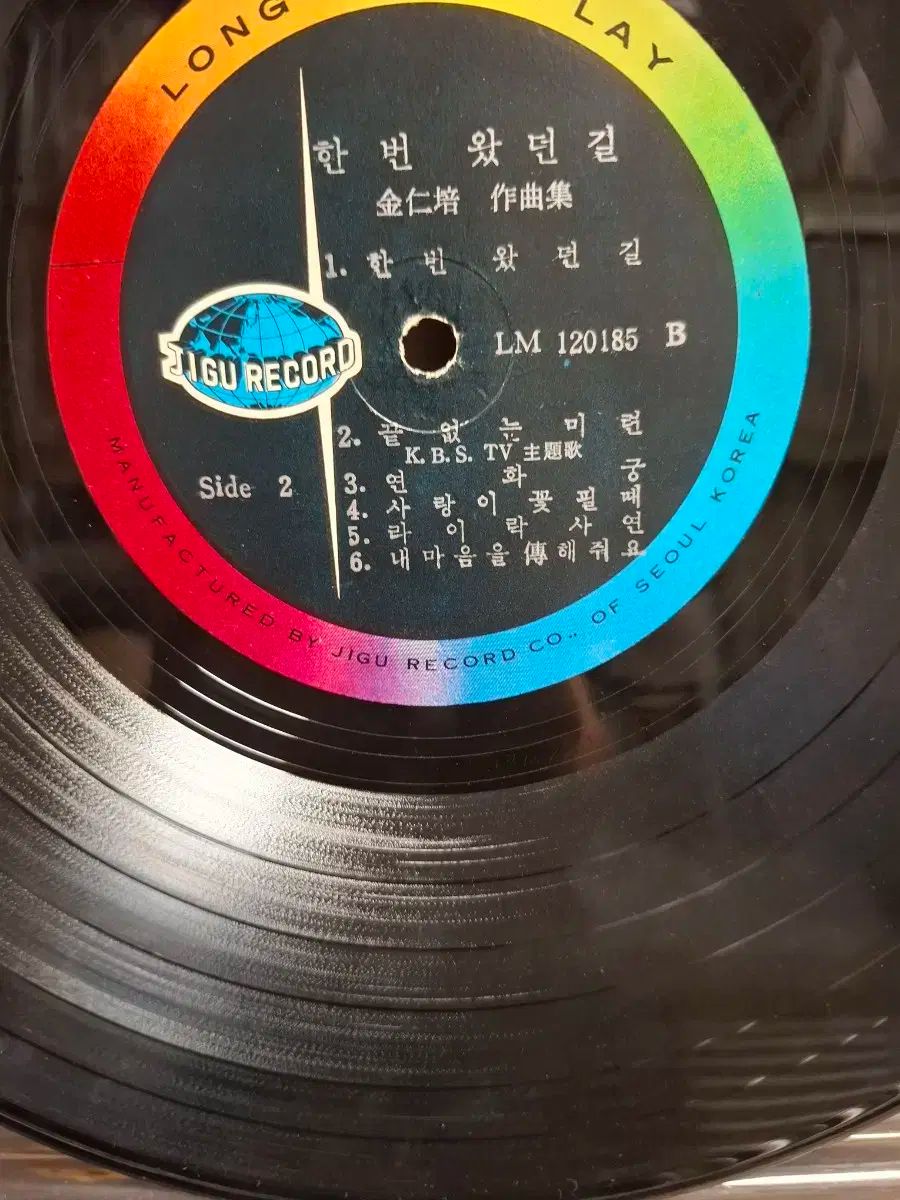 LONG PLAY
한번 왔던길
金仁培 作曲集
1. 한번 왔던길
JIGU RECORD
LM 120185 B
2. 끝없는미련
K.B.S. TV 主題歌
Side 2
3. 연화궁
4. 사랑이꽃필때
5. 라이락사연
6. 내마음을傳해줘요
MANUFACTURED BY JIGU RECORD CO., OF SEOUL KOREA